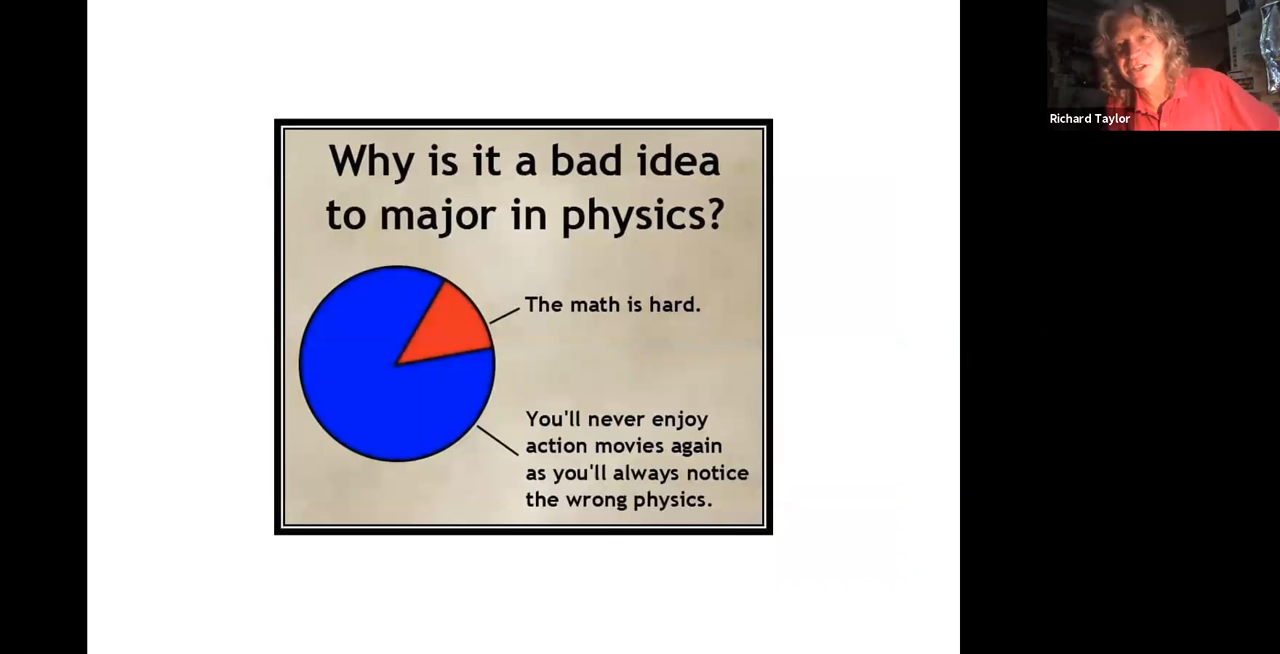 Why is it a bad idea
to major in physics?
The math is hard.
You'll never enjoy
action movies again
as you'll always notice
the wrong physics.
Richard Taylor